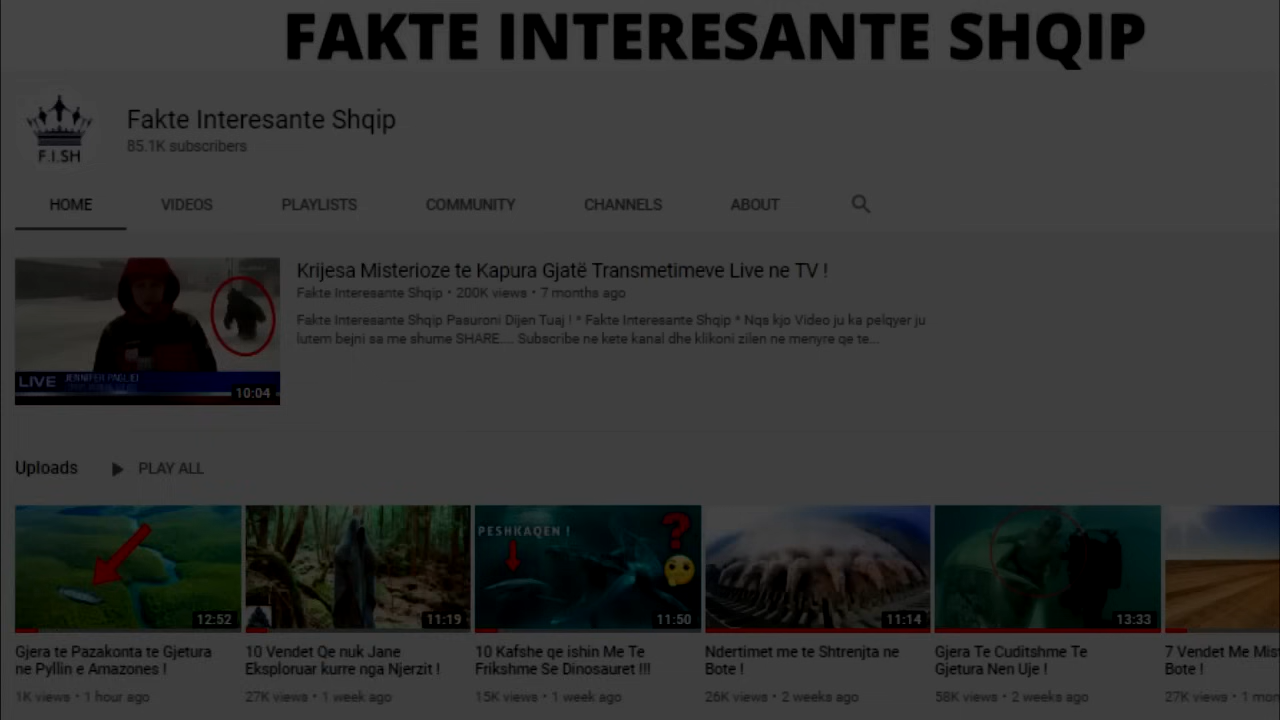 FAKTE INTERESANTE SHQIP
F.I.SH
Fakte Interesante Shqip
85.1K subscribers
HOME VIDEOS PLAYLISTS COMMUNITY CHANNELS ABOUT
Krijesa Misterioze te Kapura Gjatë Transmetimeve Live ne TV !
Fakte Interesante Shqip • 200K views • 7 months ago
Fakte Interesante Shqip Pasuroni Dijen Tuaj ! * Fakte Interesante Shqip * Nqs kjo Video ju ka pelqyer ju
lutem bejni sa me shume SHARE.... Subscribe ne kete kanal dhe klikoni zilen ne menyre qe te...
LIVE
10:04
Uploads PLAY ALL
PESHKAQEN !
12:52 11:19 11:50 11:14 13:33
Gjera te Pazakonta te Gjetura
ne Pyllin e Amazones !
1K views • 1 hour ago
10 Vendet Qe nuk Jane
Eksploruar kurre nga Njerzit !
27K views • 1 week ago
10 Kafshe qe ishin Me Te
Frikshme Se Dinosauret !!!
15K views • 1 week ago
Ndertimet me te Shtrenjta ne
Bote !
26K views • 2 weeks ago
Gjera Te Cuditshme Te
Gjetura Nen Uje !
58K views • 2 weeks ago
7 Vendet Me Mis
Bote !
27K views • 1 mo